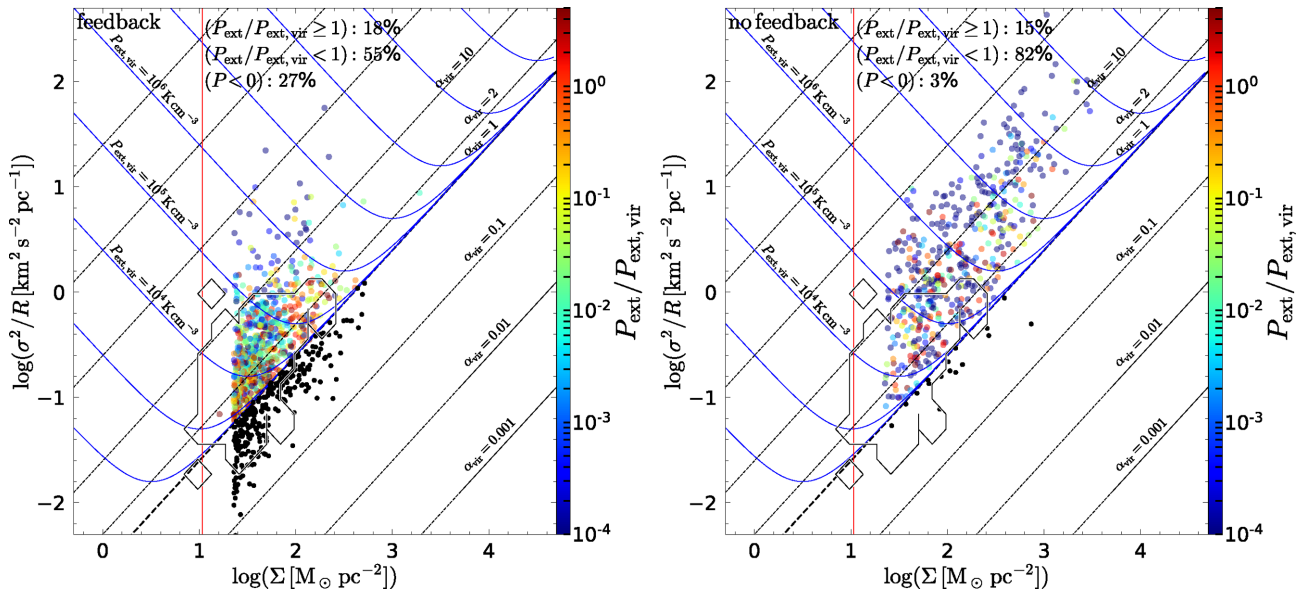 feedback
(P_ext/P_ext, vir ≥ 1) : 18%
(P_ext/P_ext, vir < 1) : 55%
(P < 0) : 27%
P_ext, vir = 10^6 K cm^−3
P_ext, vir = 10^5 K cm^−3
P_ext, vir = 10^4 K cm^−3
α_vir = 10
α_vir = 2
α_vir = 1
α_vir = 0.1
α_vir = 0.01
α_vir = 0.001
2
1
0
−1
−2
log(σ^2/R [km^2 s^−2 pc^−1])
0 1 2 3 4
log(Σ [M_⊙ pc^−2])
10^0
10^−1
10^−2
10^−3
10^−4
P_ext/P_ext, vir
no feedback
(P_ext/P_ext, vir ≥ 1) : 15%
(P_ext/P_ext, vir < 1) : 82%
(P < 0) : 3%
P_ext, vir = 10^6 K cm^−3
P_ext, vir = 10^5 K cm^−3
P_ext, vir = 10^4 K cm^−3
α_vir = 10
α_vir = 2
α_vir = 1
α_vir = 0.1
α_vir = 0.01
α_vir = 0.001
2
1
0
−1
−2
log(σ^2/R [km^2 s^−2 pc^−1])
0 1 2 3 4
log(Σ [M_⊙ pc^−2])
10^0
10^−1
10^−2
10^−3
10^−4
P_ext/P_ext, vir